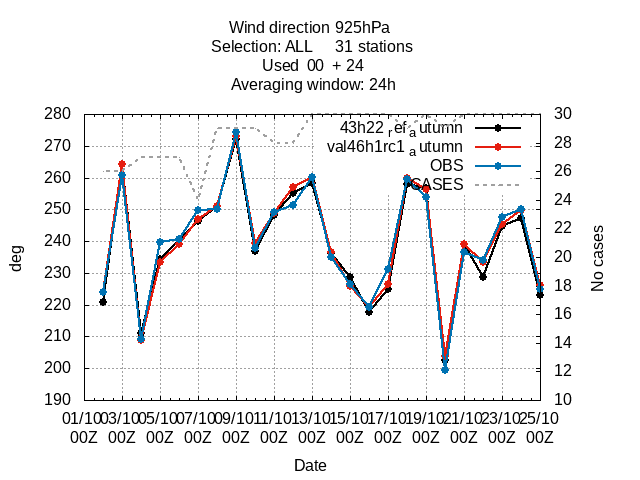 Wind direction 925hPa
Selection: ALL 31 stations
Used 00 + 24
Averaging window: 24h
280 30
43h22 ref autumn
270 28
val46h1rc1 autumn
OBS
260 26
CASES
250 24
240 22
deg
No cases
230 20
220 18
210 16
200 14
12
190 10
01/10 03/10 05/10 07/10 09/10 11/10 13/10 15/10 17/10 19/10 21/10 23/10 25/10
00Z 00Z 00Z 00Z 00Z 00Z 00Z 00Z 00Z 00Z 00Z 00Z 00Z
Date